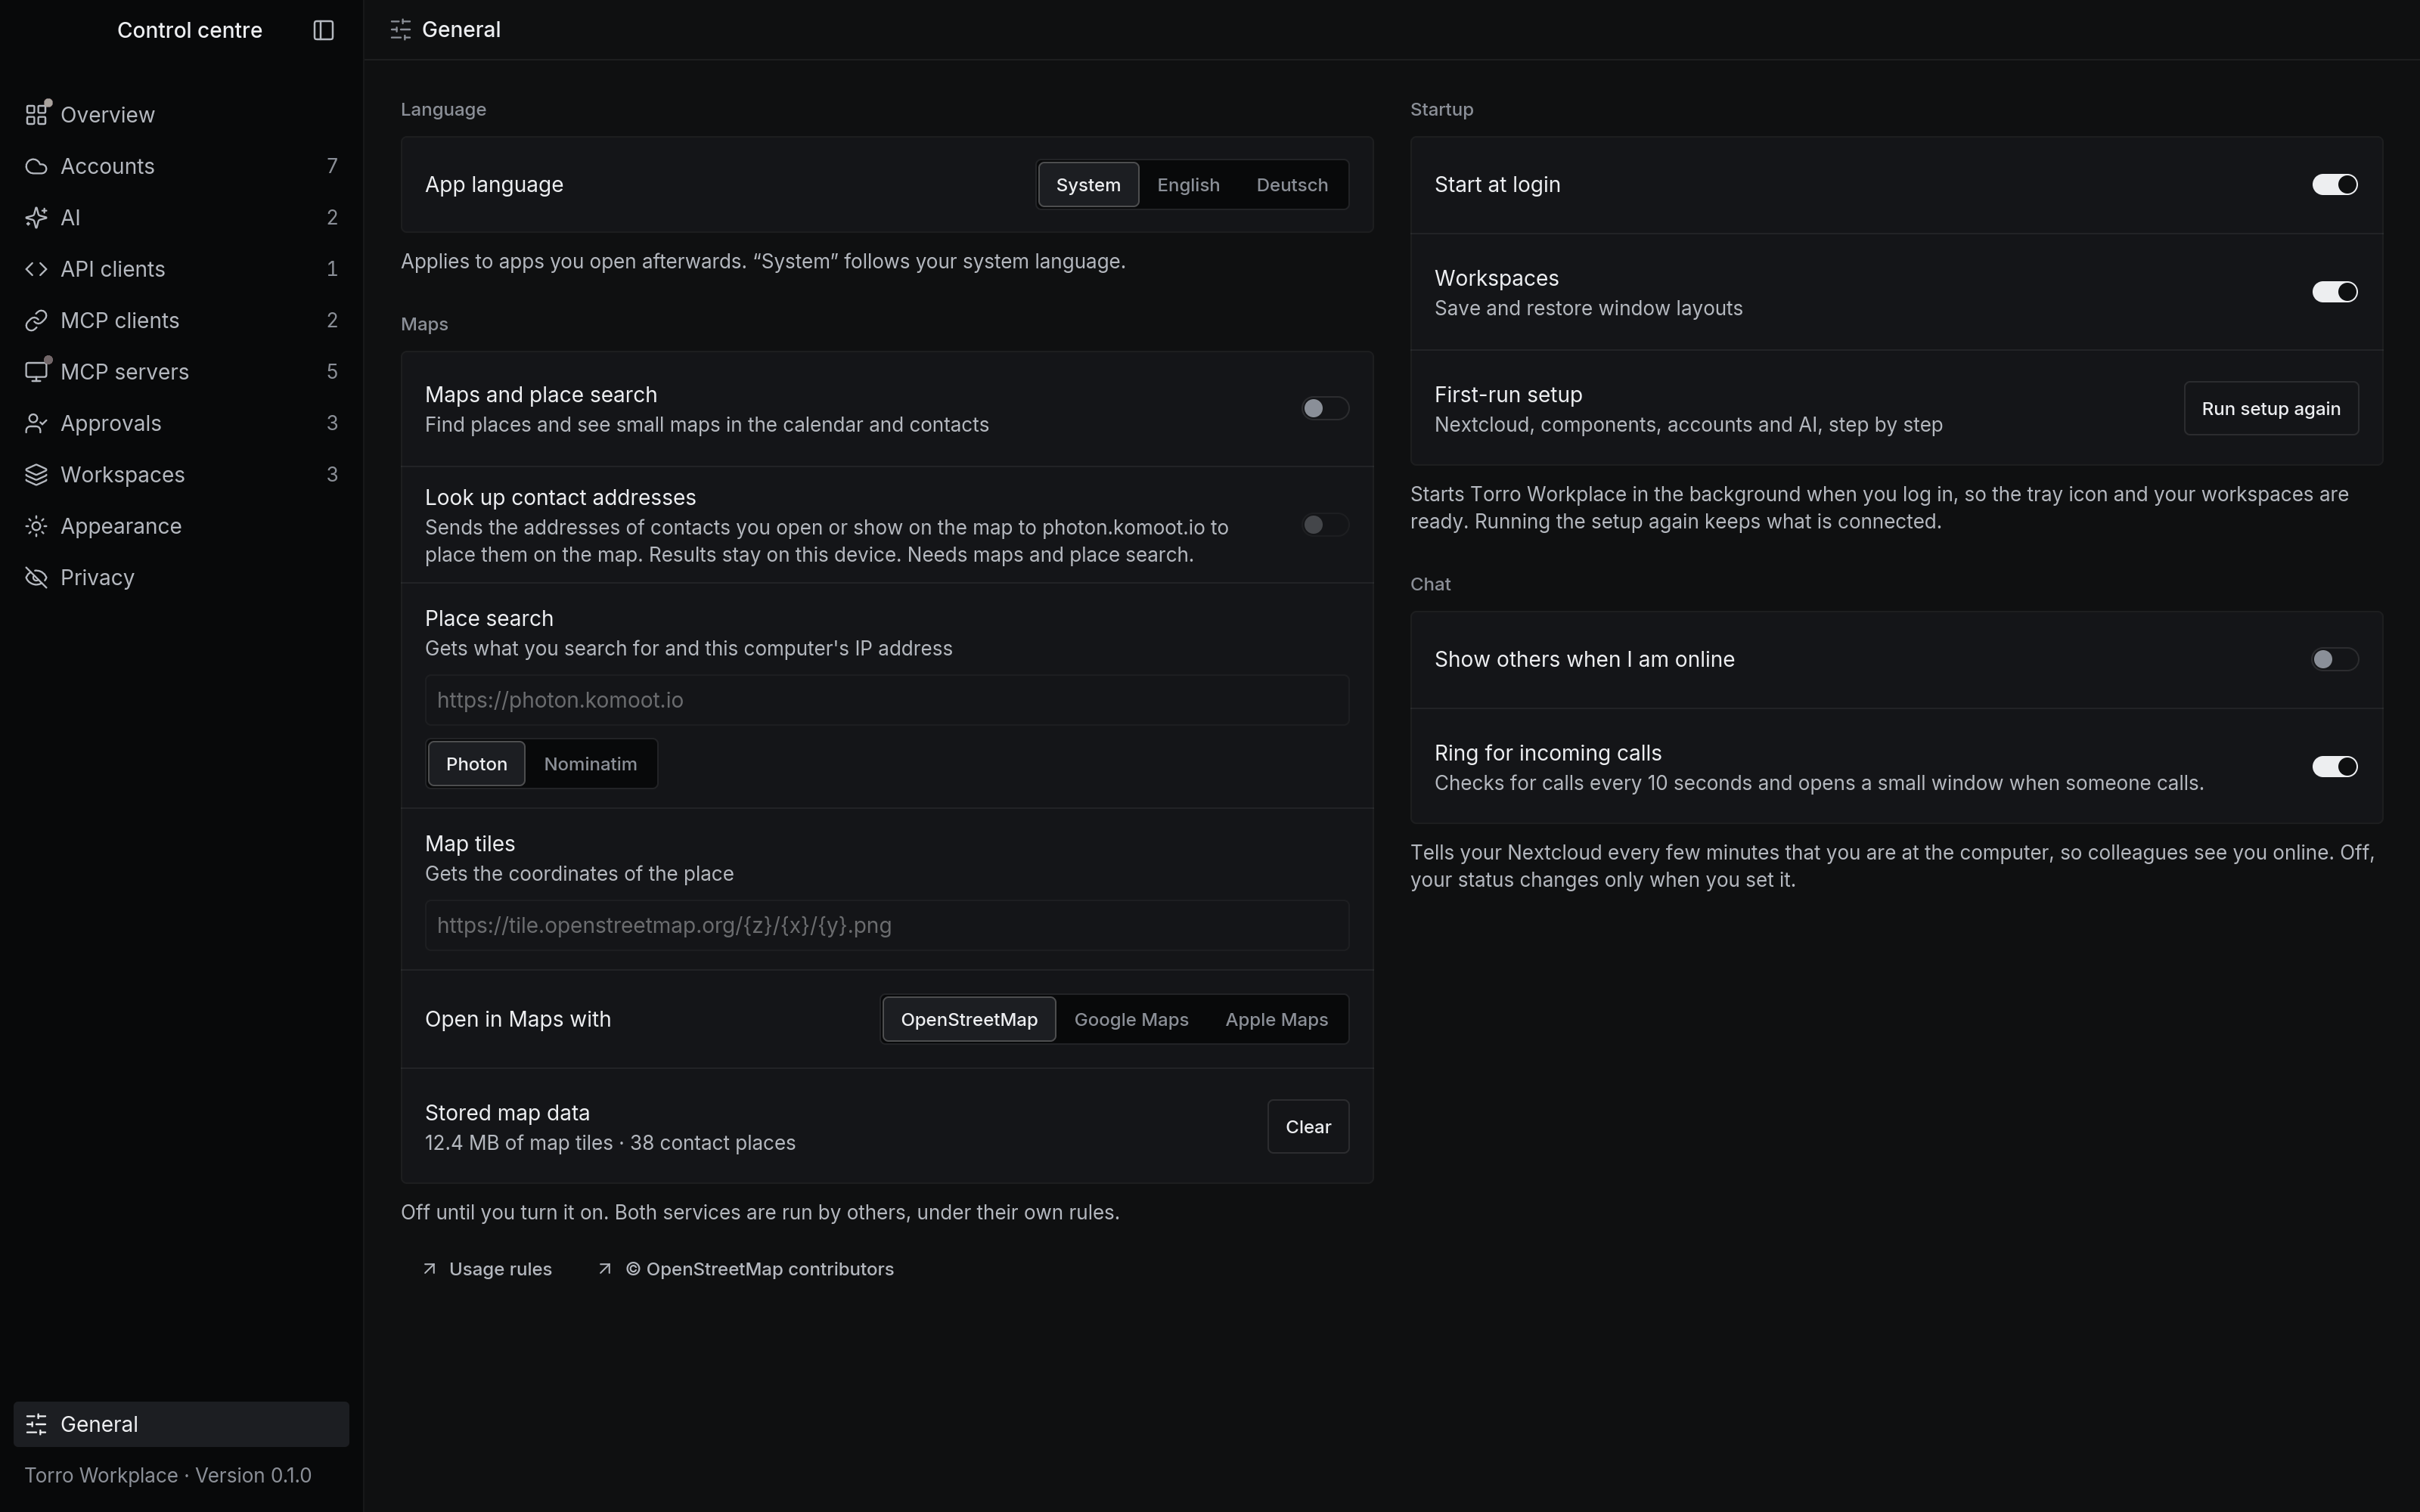 Control centre
Overview
Accounts 7
AI 2
API clients 1
MCP clients 2
MCP servers 5
Approvals 3
Workspaces 3
Appearance
Privacy
General
Torro Workplace · Version 0.1.0
General
Language
App language
System English Deutsch
Applies to apps you open afterwards. “System” follows your system language.
Maps
Maps and place search
Find places and see small maps in the calendar and contacts
Look up contact addresses
Sends the addresses of contacts you open or show on the map to photon.komoot.io to
place them on the map. Results stay on this device. Needs maps and place search.
Place search
Gets what you search for and this computer's IP address
https://photon.komoot.io
Photon Nominatim
Map tiles
Gets the coordinates of the place
https://tile.openstreetmap.org/{z}/{x}/{y}.png
Open in Maps with
OpenStreetMap Google Maps Apple Maps
Stored map data
12.4 MB of map tiles · 38 contact places
Clear
Off until you turn it on. Both services are run by others, under their own rules.
Usage rules
© OpenStreetMap contributors
Startup
Start at login
Workspaces
Save and restore window layouts
First-run setup
Nextcloud, components, accounts and AI, step by step
Run setup again
Starts Torro Workplace in the background when you log in, so the tray icon and your workspaces are
ready. Running the setup again keeps what is connected.
Chat
Show others when I am online
Ring for incoming calls
Checks for calls every 10 seconds and opens a small window when someone calls.
Tells your Nextcloud every few minutes that you are at the computer, so colleagues see you online. Off,
your status changes only when you set it.